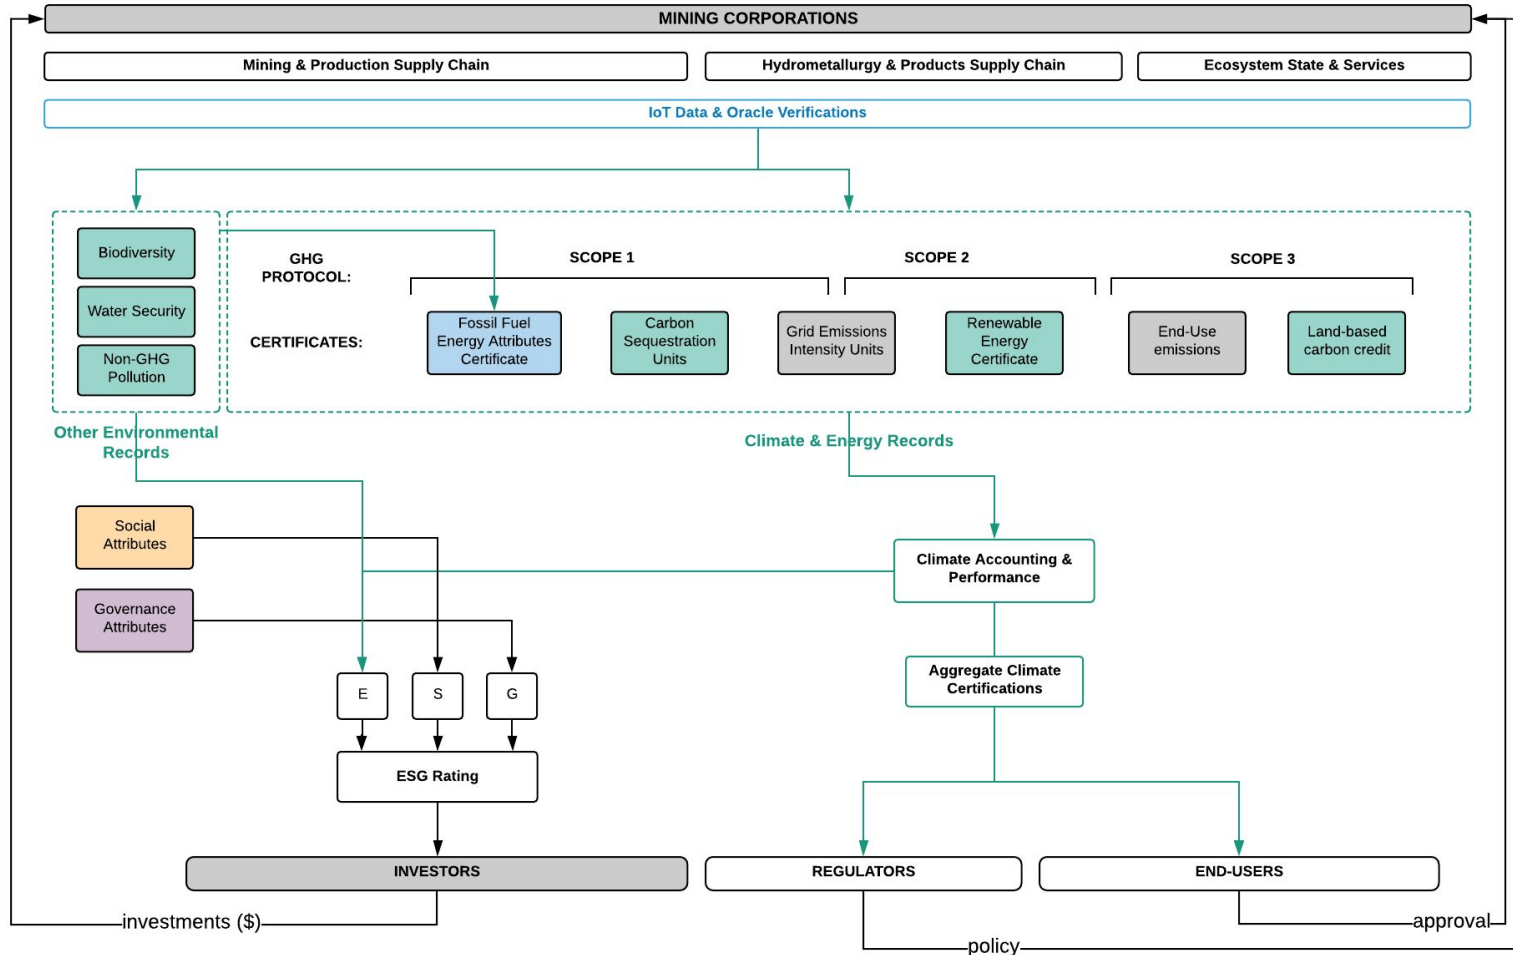 MINING CORPORATIONS
Mining & Production Supply Chain
Hydrometallurgy & Products Supply Chain
Ecosystem State & Services
IoT Data & Oracle Verifications
Biodiversity
Water Security
Non-GHG
Pollution
GHG
PROTOCOL:
SCOPE 1
SCOPE 2
SCOPE 3
CERTIFICATES:
Fossil Fuel
Energy Attributes
Certificate
Carbon
Sequestration
Units
Grid Emissions
Intensity Units
Renewable
Energy
Certificate
End-Use
emissions
Land-based
carbon credit
Other Environmental
Records
Climate & Energy Records
Social
Attributes
Governance
Attributes
Climate Accounting &
Performance
Aggregate Climate
Certifications
E
S
G
ESG Rating
INVESTORS
REGULATORS
END-USERS
investments ($)
approval
policy